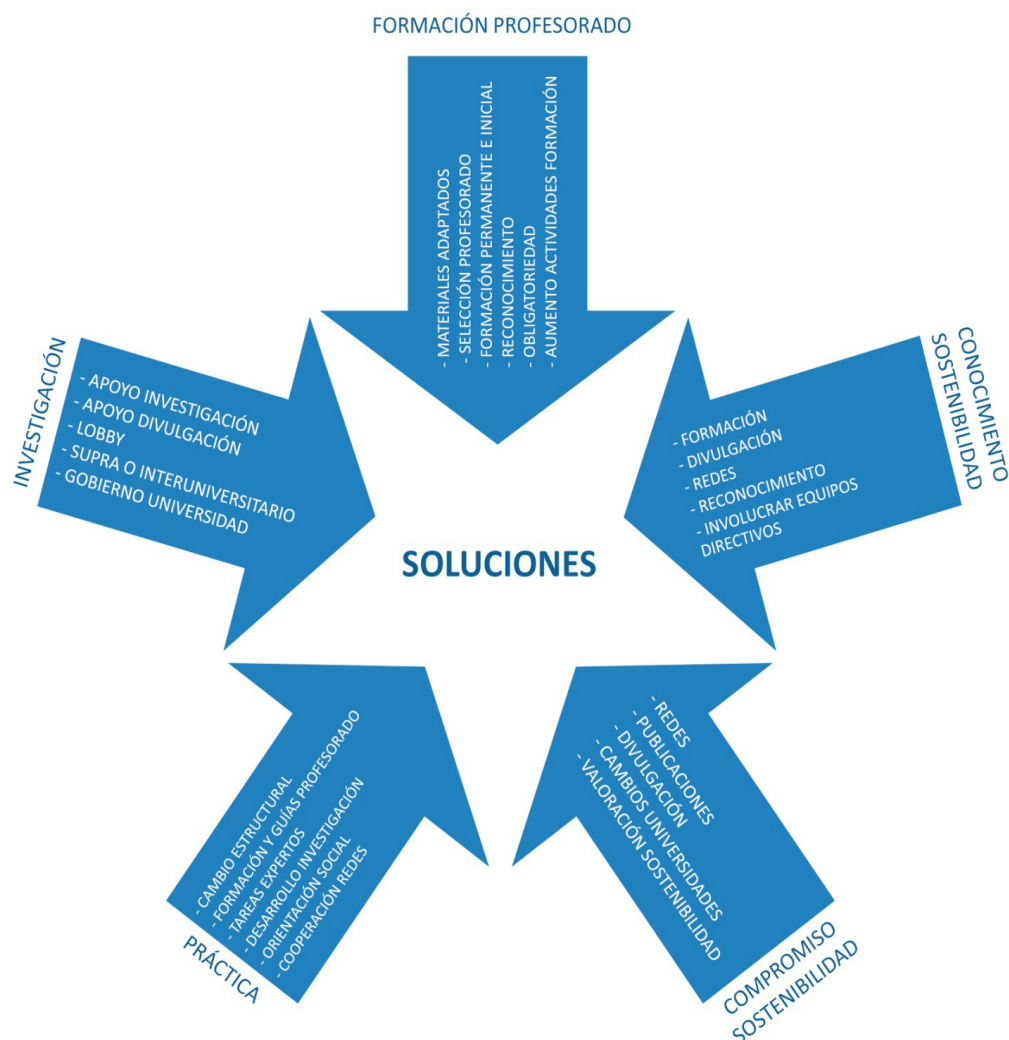 FORMACIÓN PROFESORADO
- MATERIALES ADAPTADOS
- SELECCIÓN PROFESORADO
- FORMACIÓN PERMANENTE E INICIAL
- RECONOCIMIENTO
- OBLIGATORIEDAD
- AUMENTO ACTIVIDADES FORMACIÓN
CONOCIMIENTO
SOSTENIBILIDAD
- FORMACIÓN
- DIVULGACIÓN
- REDES
- RECONOCIMIENTO
- INVOLUCRAR EQUIPOS
DIRECTIVOS
INVESTIGACIÓN
- APOYO INVESTIGACIÓN
- APOYO DIVULGACIÓN
- LOBBY
- SUPRA O INTERUNIVERSITARIO
- GOBIERNO UNIVERSIDAD
SOLUCIONES
- CAMBIO ESTRUCTURAL
- FORMACIÓN Y GUÍAS PROFESORADO
- TAREAS EXPERTOS
- DESARROLLO INVESTIGACIÓN
- ORIENTACIÓN SOCIAL
- COOPERACIÓN REDES
PRÁCTICA
- REDES
- PUBLICACIONES
- DIVULGACIÓN
- CAMBIOS UNIVERSIDADES
- VALORACIÓN SOSTENIBILIDAD
COMPROMISO
SOSTENIBILIDAD